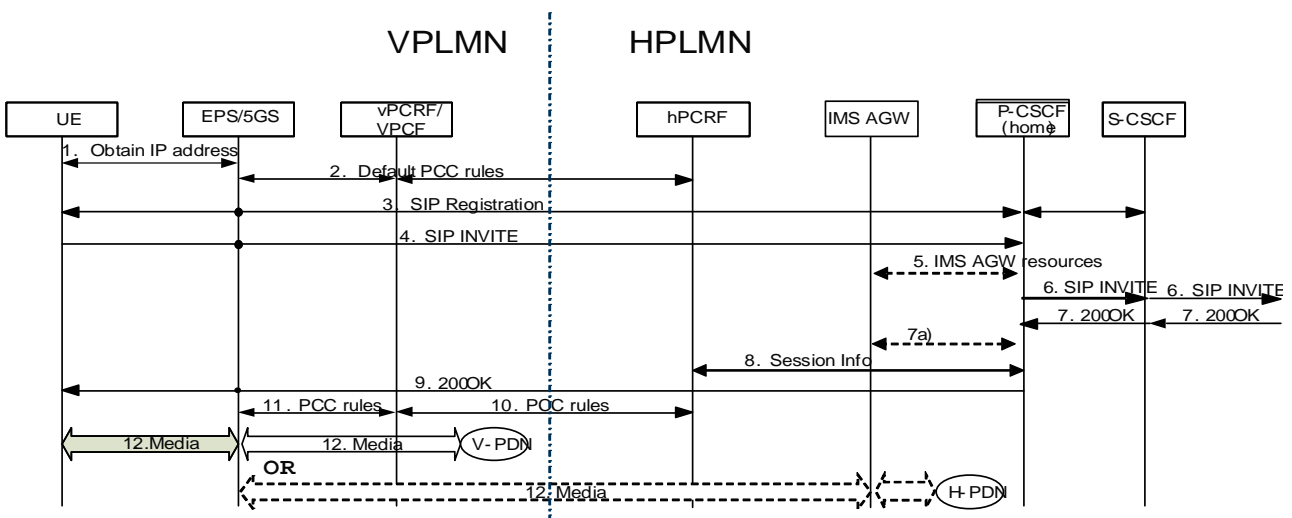 VPLMN HPLMN
UE
EPS/5GS
vPCRF/
VPCF
hPCRF
IMS AGW
P-CSCF
(home)
S-CSCF
1. Obtain IP address
2. Default PCC rules
3. SIP Registration
4. SIP INVITE
5. IMS AGW resources
6. SIP INVITE
6. SIP INVITE
7. 200OK
7. 200OK
7a)
8. Session Info
9. 200OK
11. PCC rules
10. PCC rules
12.Media
12. Media
V-PDN
OR
12. Media
H-PDN